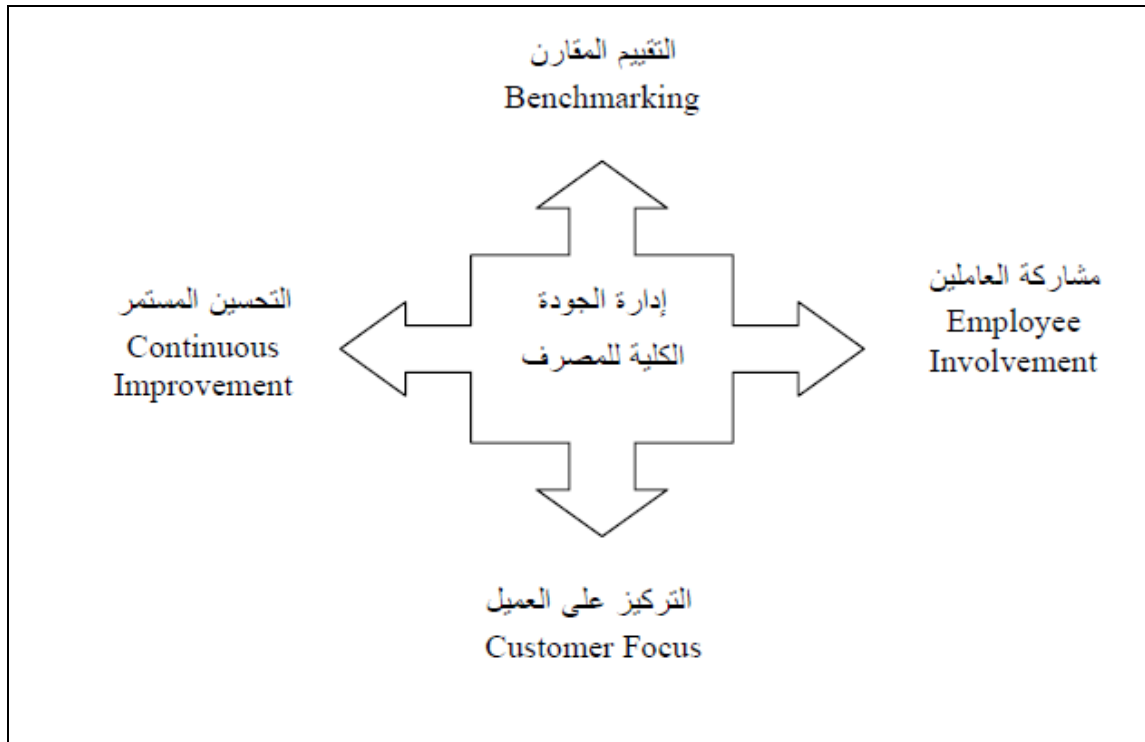 التقييم المقارن
Benchmarking
مشاركة العاملين
Employee
Involvement
إدارة الجودة
الكلية للمصرف
التحسين المستمر
Continuous
Improvement
التركيز على العميل
Customer Focus